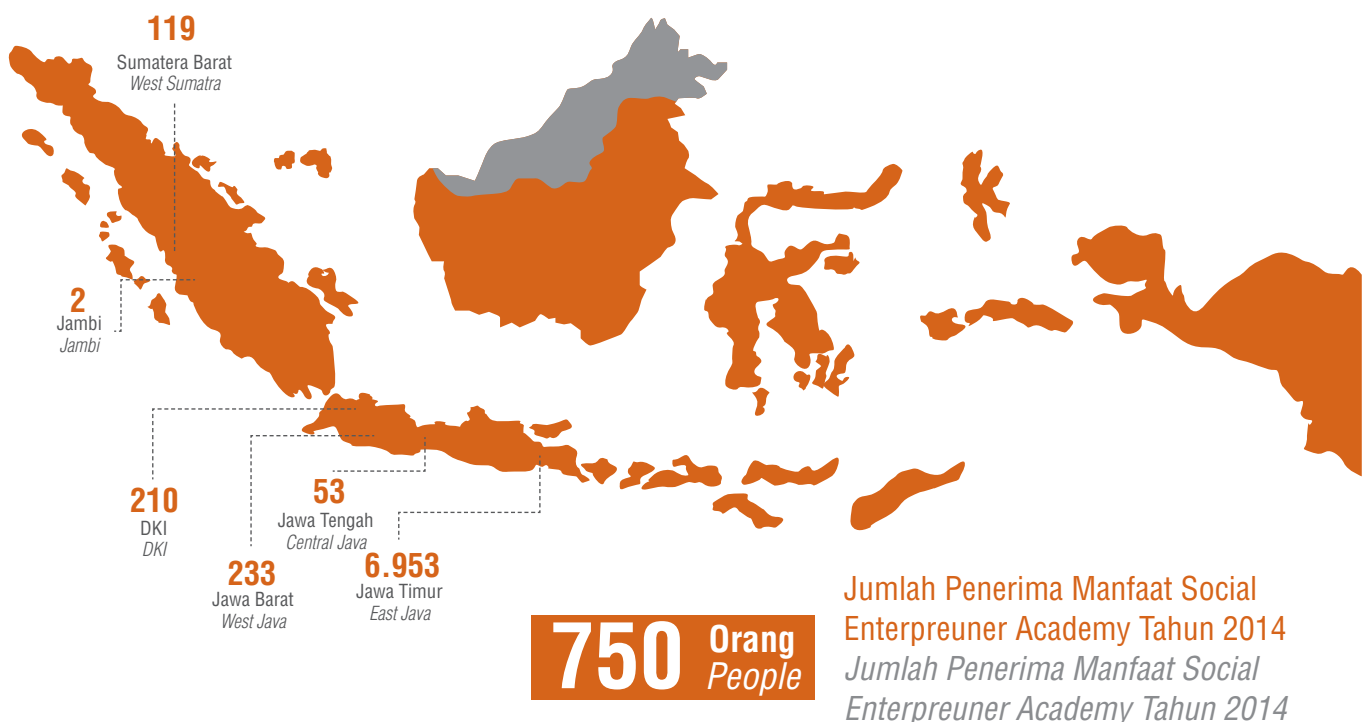 119
Sumatera Barat
West Sumatra
2
Jambi
Jambi
210
DKI
DKI
233
Jawa Barat
West Java
53
Jawa Tengah
Central Java
6.953
Jawa Timur
East Java
750
Orang
People
Jumlah Penerima Manfaat Social
Enterpreuner Academy Tahun 2014
Jumlah Penerima Manfaat Social
Enterpreuner Academy Tahun 2014